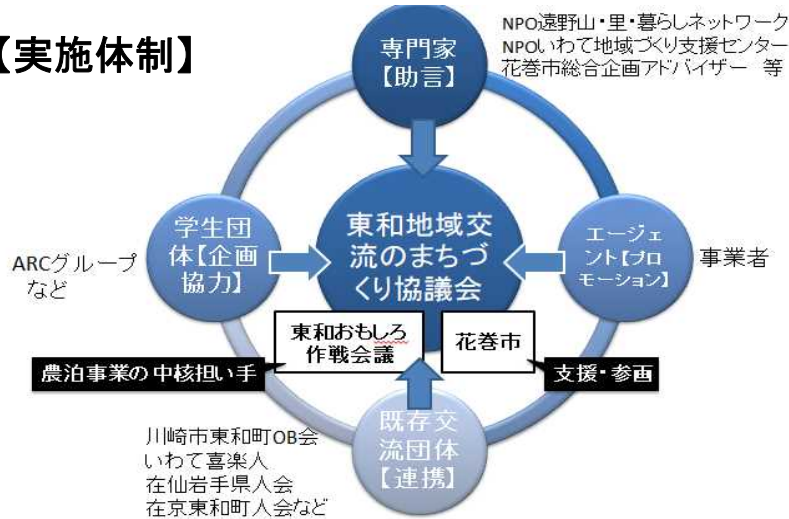 【実施体制】
専門家
【助言】
NPO遠野山・里・暮らしネットワーク
NPOいわて地域づくり支援センター
花巻市総合企画アドバイザー　等
学生団
体【企画
協力】
ARCグループ
など
東和地域交
流のまちづ
くり協議会
エージェ
ント【プロ
モーション】
事業者
東和おもしろ
作戦会議
花巻市
農泊事業の中核担い手
支援・参画
既存交
流団体
【連携】
川崎市東和町OB会
いわて喜楽人
在仙岩手県人会
在京東和町人会など